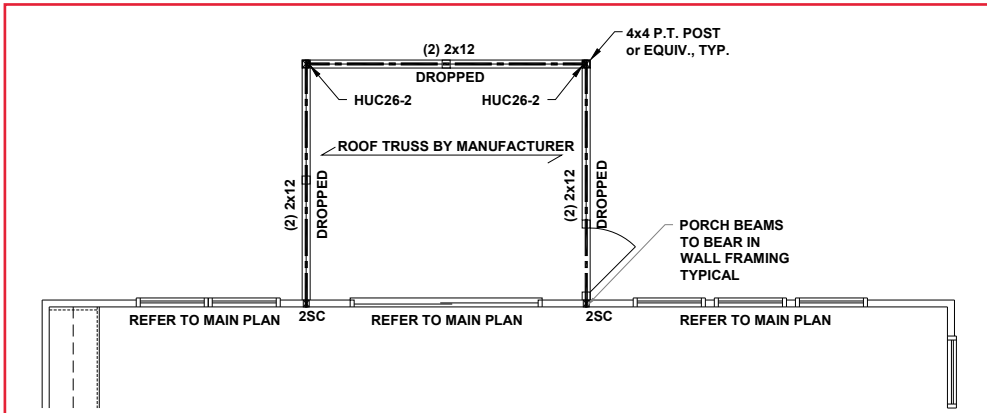 (2) 2x12
DROPPED
4x4 P.T. POST
or EQUIV., TYP.
HUC26-2
HUC26-2
ROOF TRUSS BY MANUFACTURER
(2) 2x12
DROPPED
(2) 2x12
DROPPED
PORCH BEAMS
TO BEAR IN
WALL FRAMING
TYPICAL
REFER TO MAIN PLAN
2SC
REFER TO MAIN PLAN
2SC
REFER TO MAIN PLAN